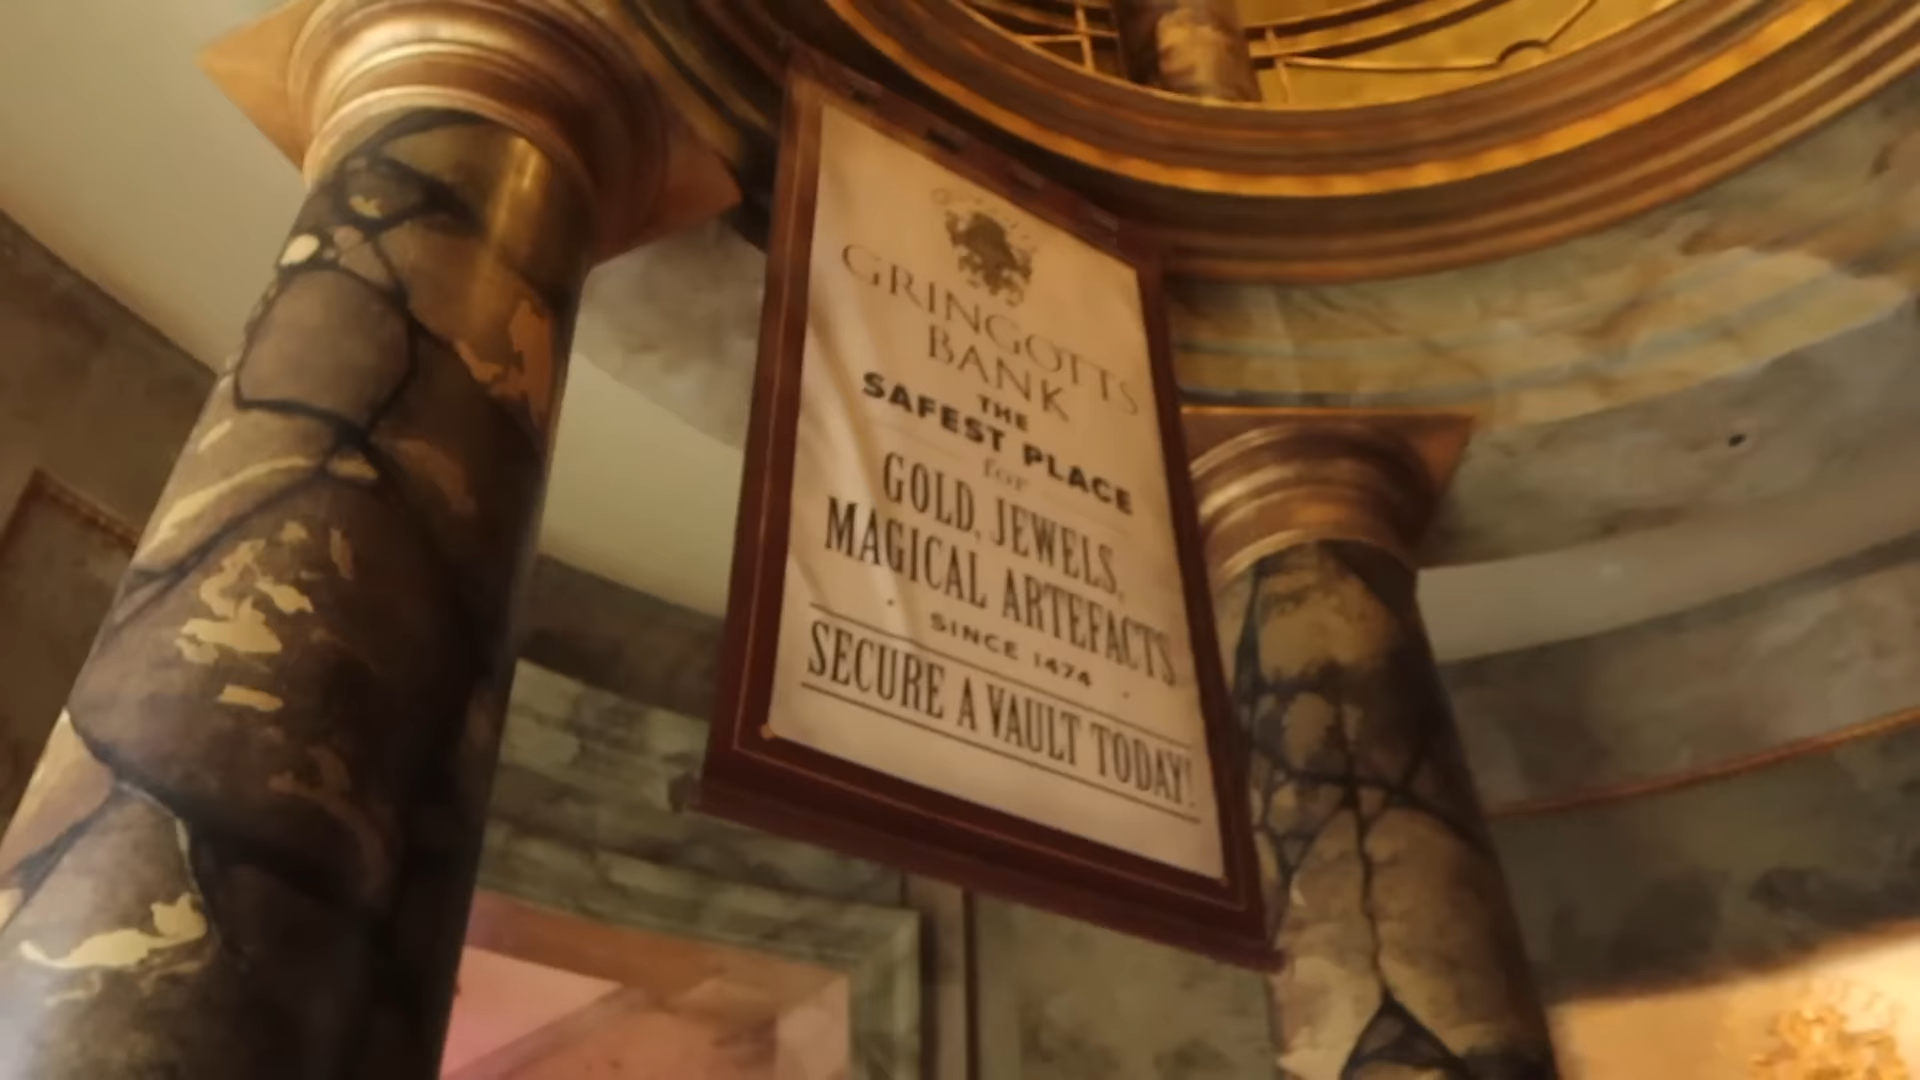 GRINGOTTS
BANK
THE
SAFEST PLACE
for
GOLD, JEWELS,
MAGICAL ARTEFACTS
· SINCE 1474 ·
SECURE A VAULT TODAY!